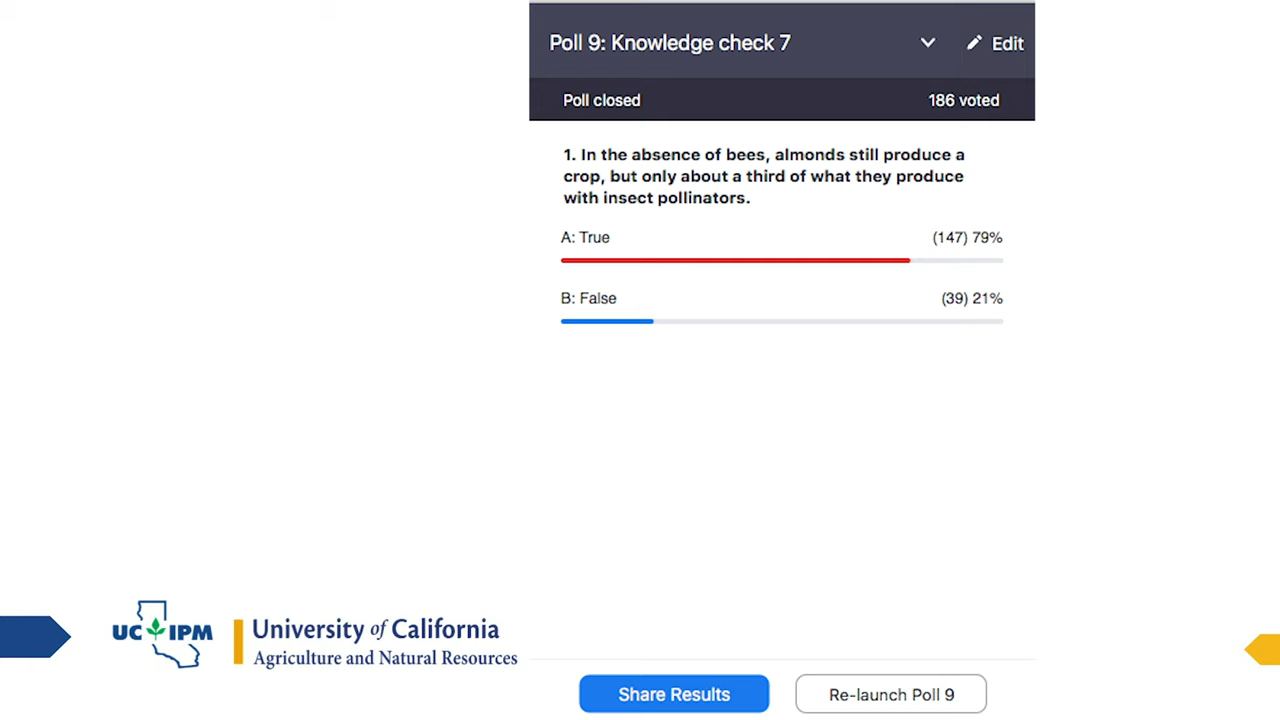 Poll 9: Knowledge check 7
Edit
Poll closed
186 voted
1. In the absence of bees, almonds still produce a
crop, but only about a third of what they produce
with insect pollinators.
A: True
(147) 79%
B: False
(39) 21%
UC IPM
University of California
Agriculture and Natural Resources
Share Results
Re-launch Poll 9